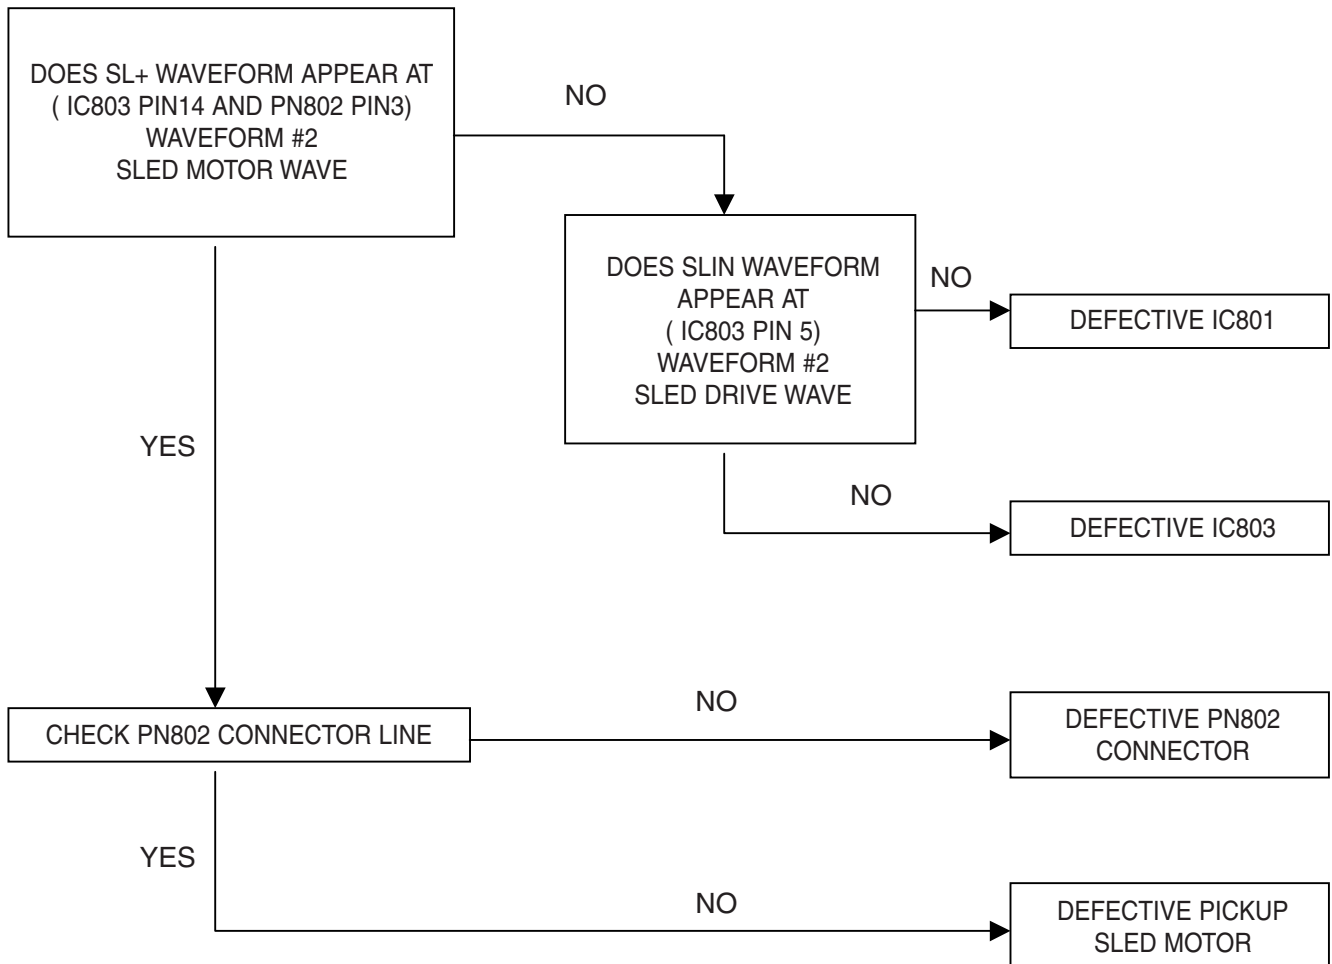 DOES SL+ WAVEFORM APPEAR AT
( IC803 PIN14 AND PN802 PIN3)
WAVEFORM #2
SLED MOTOR WAVE
NO
DOES SLIN WAVEFORM
APPEAR AT
( IC803 PIN 5)
WAVEFORM #2
SLED DRIVE WAVE
NO
DEFECTIVE IC801
YES
NO
DEFECTIVE IC803
CHECK PN802 CONNECTOR LINE
NO
DEFECTIVE PN802
CONNECTOR
YES
NO
DEFECTIVE PICKUP
SLED MOTOR